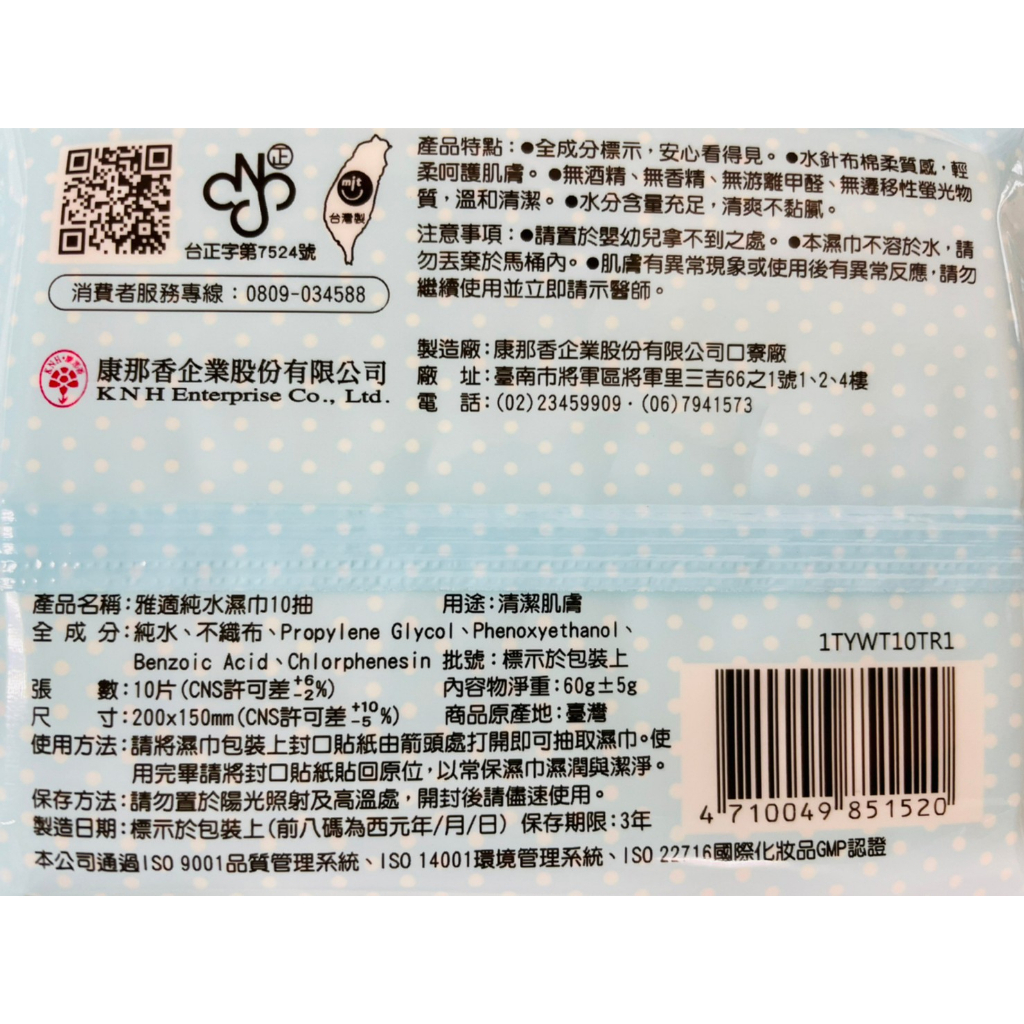 正
台正字第7524號
mit
台灣製
消費者服務專線：0809-034588
產品特點：●全成分標示，安心看得見。●水針布棉柔質感，輕
柔呵護肌膚。●無酒精、無香精、無游離甲醛、無遷移性螢光物
質，溫和清潔。●水分含量充足，清爽不黏膩。
注意事項：●請置於嬰幼兒拿不到之處。●本濕巾不溶於水，請
勿丟棄於馬桶內。●肌膚有異常現象或使用後有異常反應，請勿
繼續使用並立即請示醫師。
康那香企業股份有限公司
KNH Enterprise Co., Ltd.
製造廠：康那香企業股份有限公司口寮廠
廠　址：臺南市將軍區將軍里三吉66之1號1、2、4樓
電　話：(02)23459909．(06)7941573
產品名稱：雅適純水濕巾10抽　用途：清潔肌膚
全成分：純水、不織布、Propylene Glycol、Phenoxyethanol、
Benzoic Acid、Chlorphenesin 批號：標示於包裝上
張　數：10片(CNS許可差+6-2%)　內容物淨重：60g±5g
尺　寸：200x150mm(CNS許可差+10-5%)　商品原產地：臺灣
使用方法：請將濕巾包裝上封口貼紙由箭頭處打開即可抽取濕巾。使
用完畢請將封口貼紙貼回原位，以常保濕巾濕潤與潔淨。
保存方法：請勿置於陽光照射及高溫處，開封後請儘速使用。
製造日期：標示於包裝上(前八碼為西元年/月/日) 保存期限：3年
本公司通過ISO 9001品質管理系統、ISO 14001環境管理系統、ISO 22716國際化妝品GMP認證
1TYWT10TR1
4 710049 851520